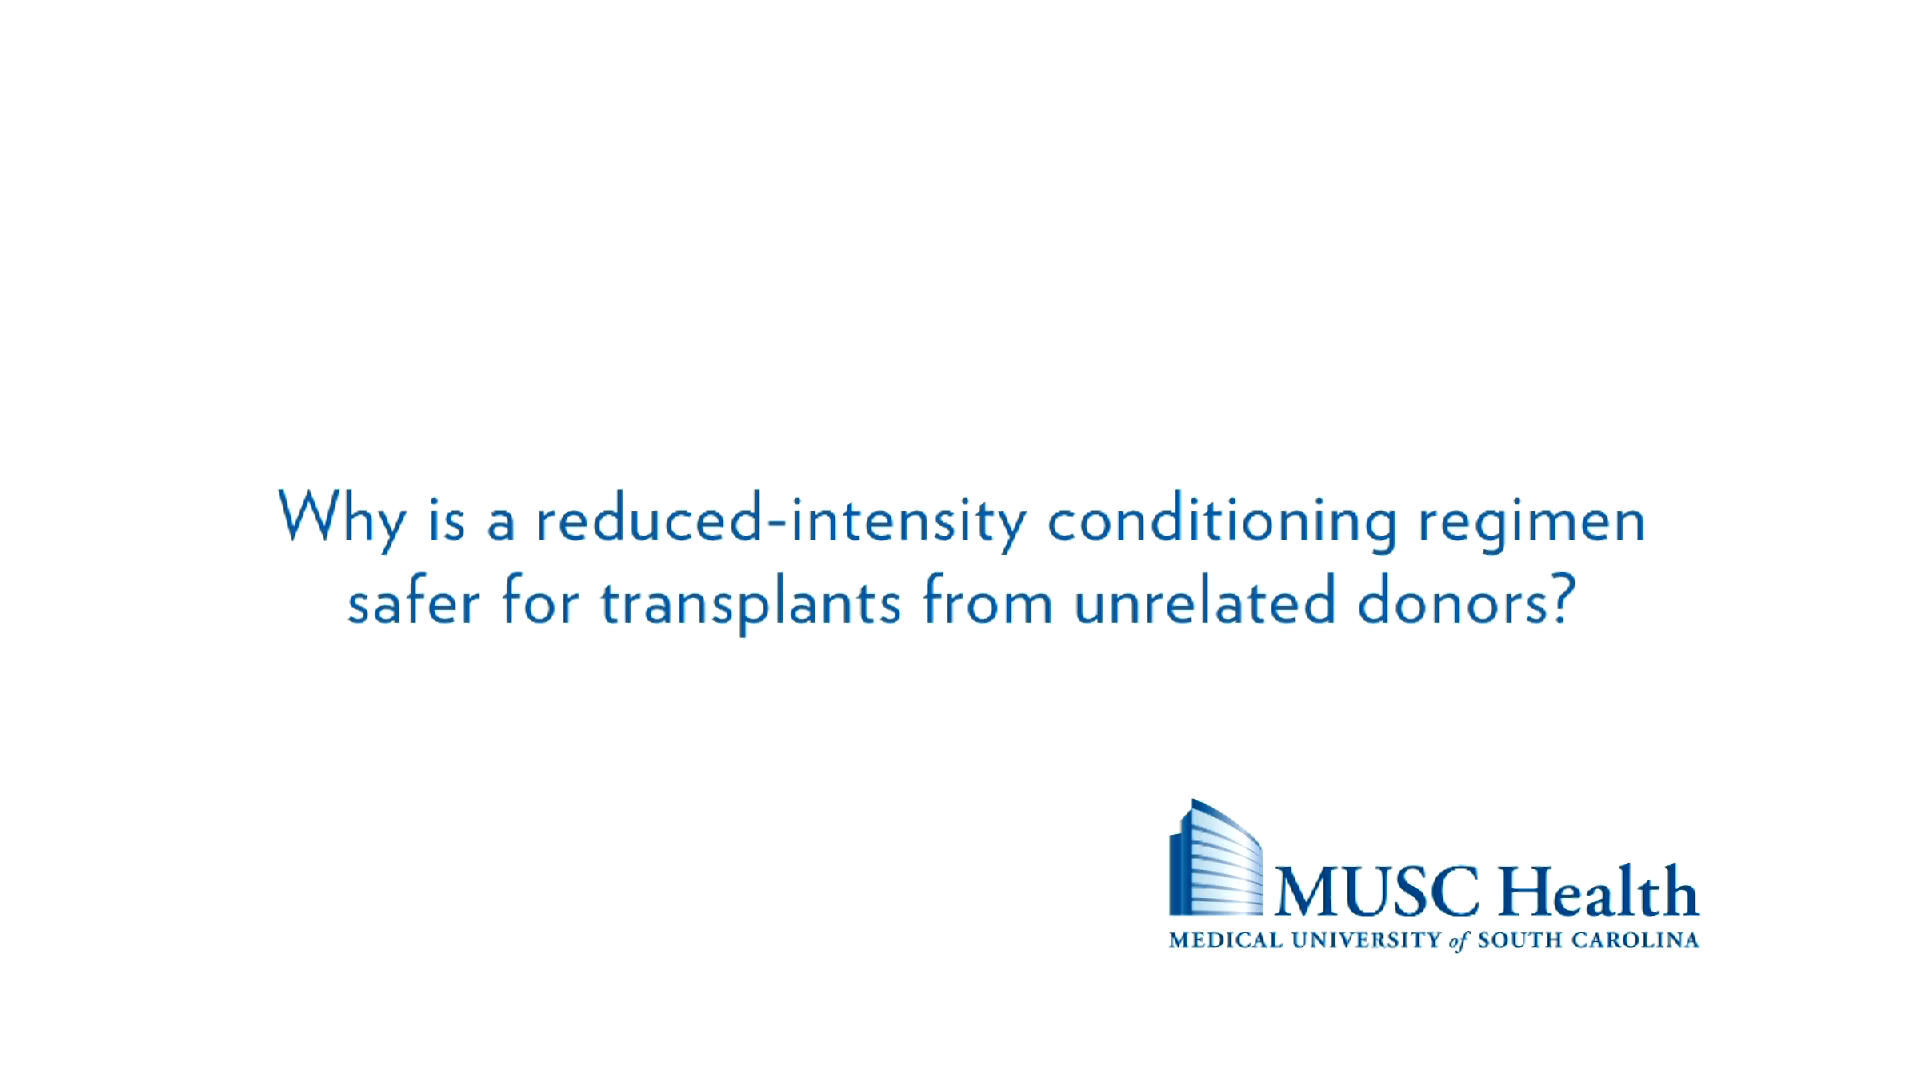 Why is a reduced-intensity conditioning regimen
safer for transplants from unrelated donors?
MUSC Health
MEDICAL UNIVERSITY of SOUTH CAROLINA